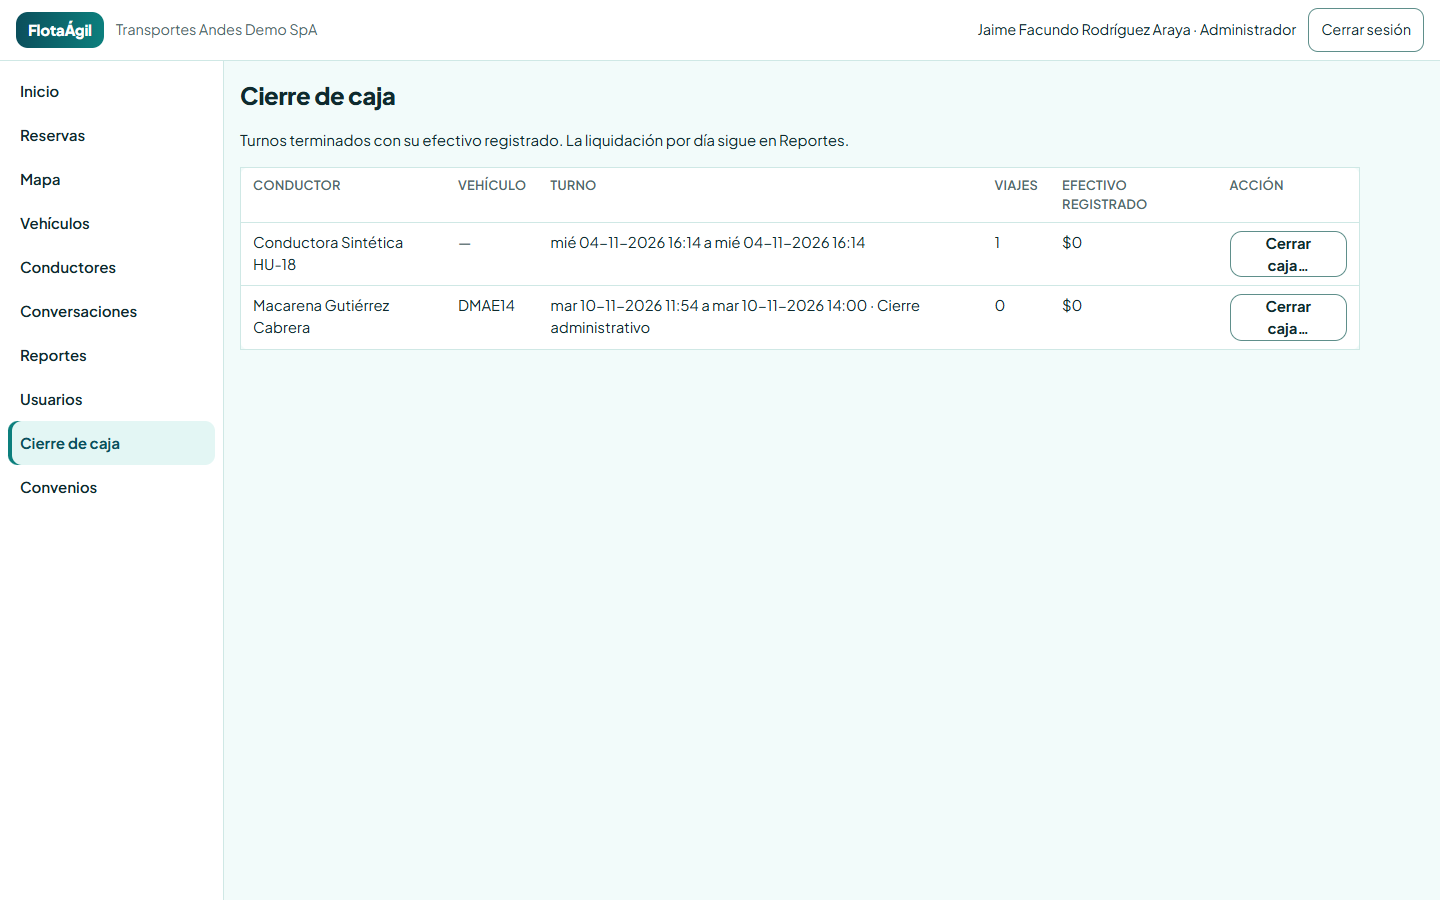 FlotaÁgil
Transportes Andes Demo SpA
Jaime Facundo Rodríguez Araya · Administrador
Cerrar sesión
Inicio
Reservas
Mapa
Vehículos
Conductores
Conversaciones
Reportes
Usuarios
Cierre de caja
Convenios
Cierre de caja
Turnos terminados con su efectivo registrado. La liquidación por día sigue en Reportes.
CONDUCTOR
VEHÍCULO
TURNO
VIAJES
EFECTIVO
REGISTRADO
ACCIÓN
Conductora Sintética
HU-18
—
mié 04-11-2026 16:14 a mié 04-11-2026 16:14
1
$0
Cerrar
caja…
Macarena Gutiérrez
Cabrera
DMAE14
mar 10-11-2026 11:54 a mar 10-11-2026 14:00 · Cierre
administrativo
0
$0
Cerrar
caja…